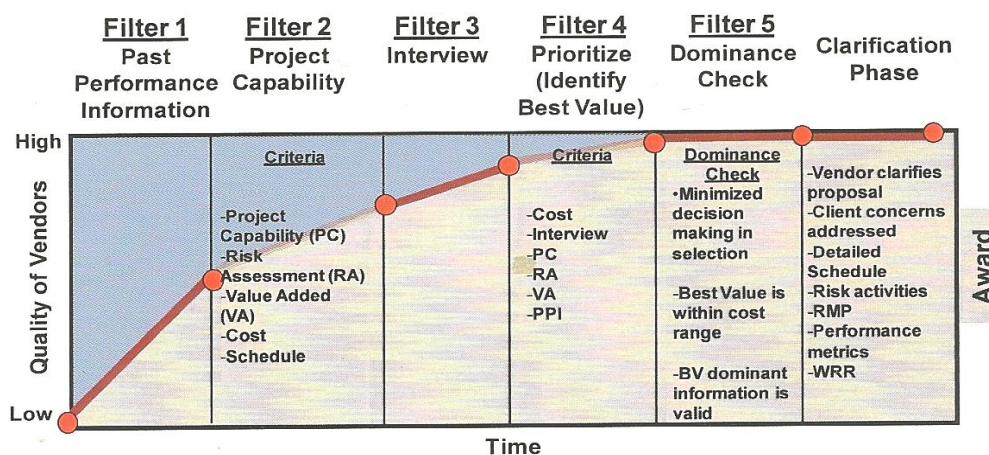 Filter 1
Past
Performance
Information
Filter 2
Project
Capability
Filter 3
Interview
Filter 4
Prioritize
(Identify
Best Value)
Filter 5
Dominance
Check
Clarification
Phase
High
Low
Quality of Vendors
Criteria
-Project
Capability (PC)
-Risk
Assessment (RA)
-Value Added
(VA)
-Cost
-Schedule
Criteria
-Cost
-Interview
-PC
-RA
-VA
-PPI
Dominance
Check
•Minimized
decision
making in
selection
-Best Value is
within cost
range
-BV dominant
information is
valid
-Vendor clarifies
proposal
-Client concerns
addressed
-Detailed
Schedule
-Risk activities
-RMP
-Performance
metrics
-WRR
Award
Time